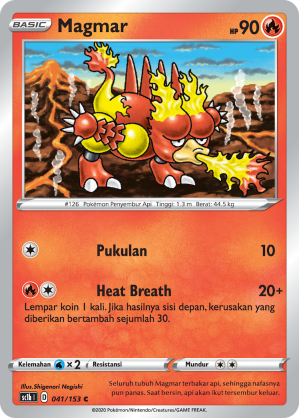 BASIC Magmar HP 90
#126 Pokémon Penyembur Api Tinggi: 1.3 m Berat: 44.5 kg
Pukulan 10
Heat Breath 20+
Lempar koin 1 kali. Jika hasilnya sisi depan, kerusakan yang
diberikan bertambah sejumlah 30.
Kelemahan ×2 Resistansi Mundur
Illus. Shigenori Negishi
sc1b D 041/153 C
Seluruh tubuh Magmar terbakar api, sehingga nafasnya
pun panas. Saat bersin, api akan ikut tersembur keluar.
©2020 Pokémon/Nintendo/Creatures/GAME FREAK.